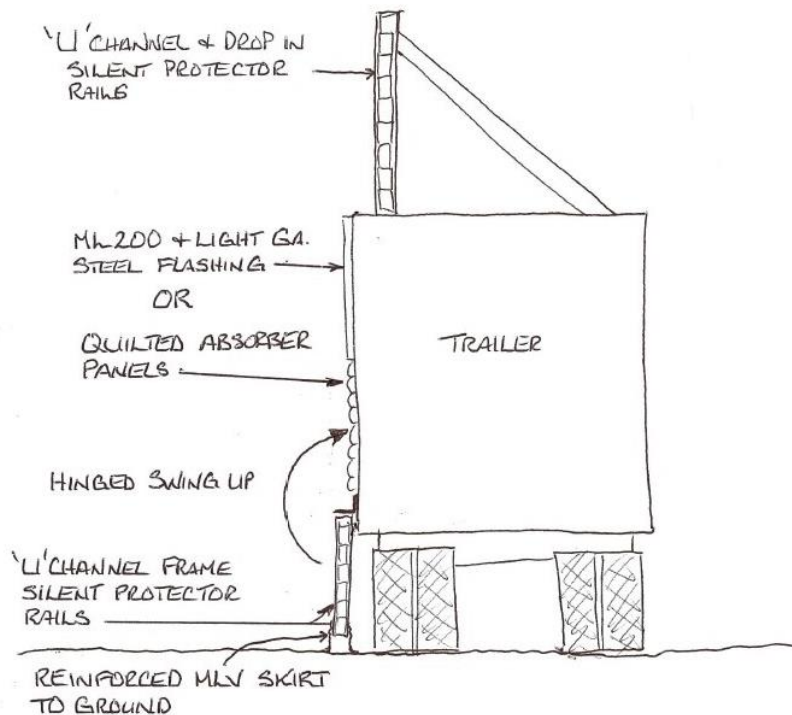 'U' CHANNEL & DROP IN
SILENT PROTECTOR
RAILS
ML200 + LIGHT GA.
STEEL FLASHING
OR
QUILTED ABSORBER
PANELS
TRAILER
HINGED SWING UP
'U' CHANNEL FRAME
SILENT PROTECTOR
RAILS
REINFORCED MLV SKIRT
TO GROUND